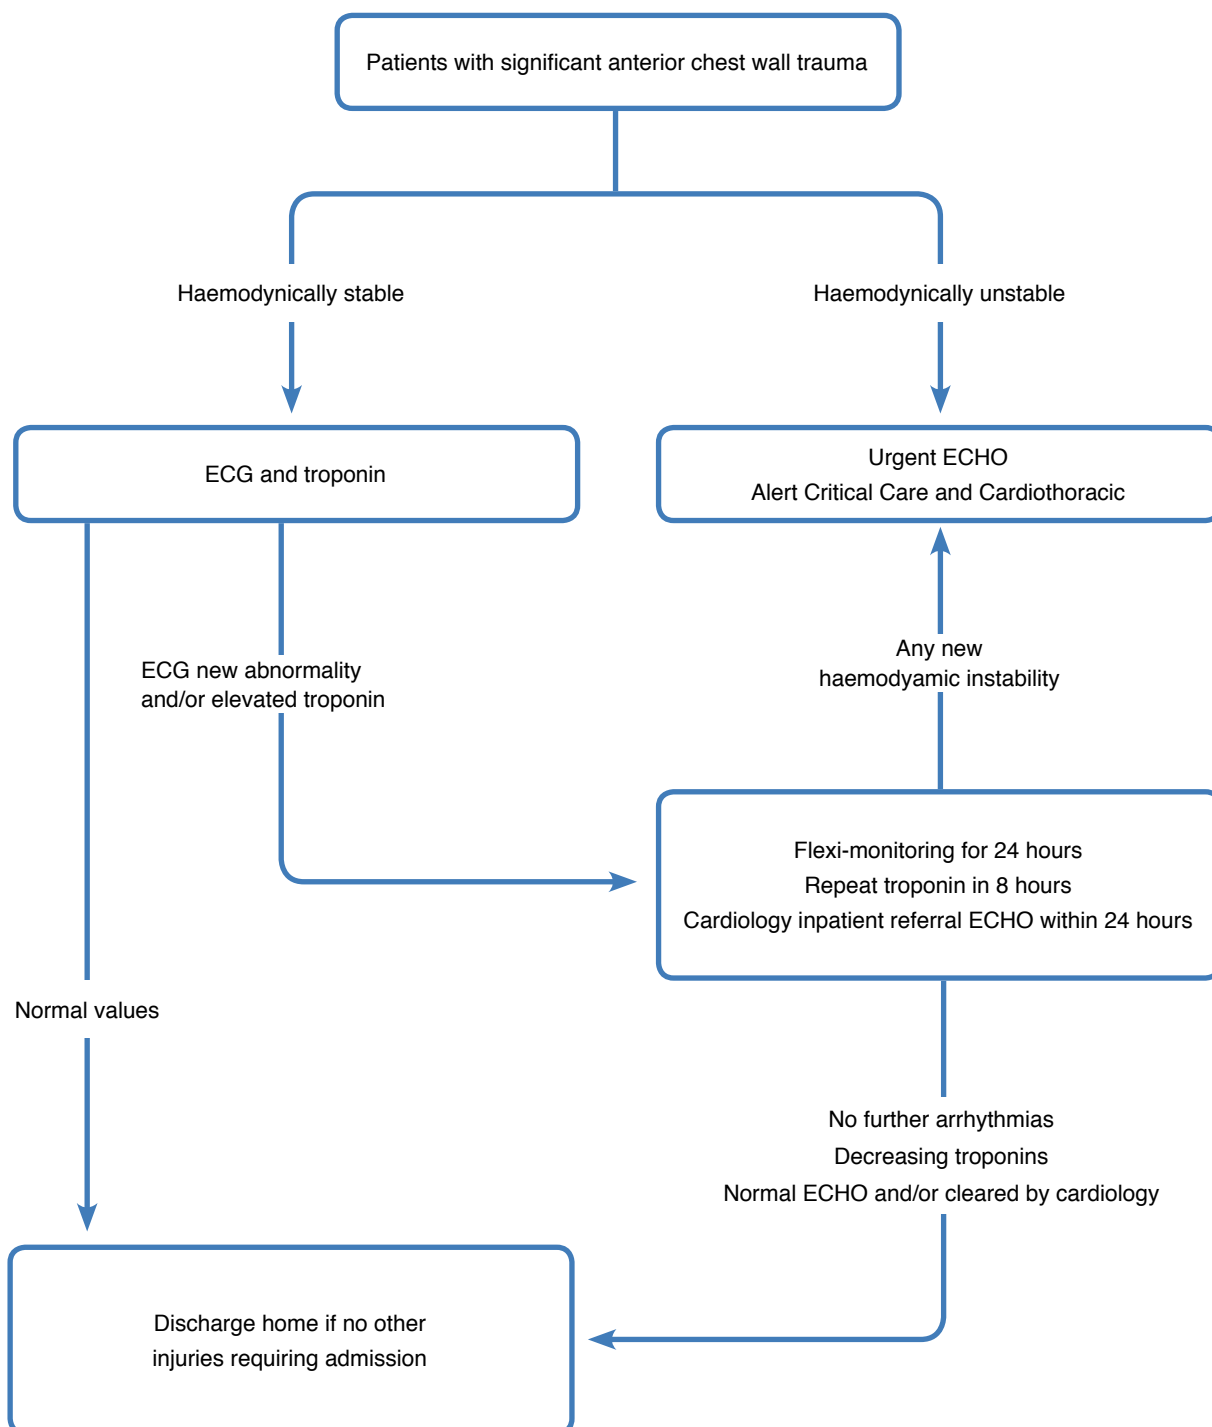 Patients with significant anterior chest wall trauma
Haemodynically stable
Haemodynically unstable
ECG and troponin
Urgent ECHO
Alert Critical Care and Cardiothoracic
ECG new abnormality
and/or elevated troponin
Any new
haemodyamic instability
Flexi-monitoring for 24 hours
Repeat troponin in 8 hours
Cardiology inpatient referral ECHO within 24 hours
Normal values
No further arrhythmias
Decreasing troponins
Normal ECHO and/or cleared by cardiology
Discharge home if no other
injuries requiring admission